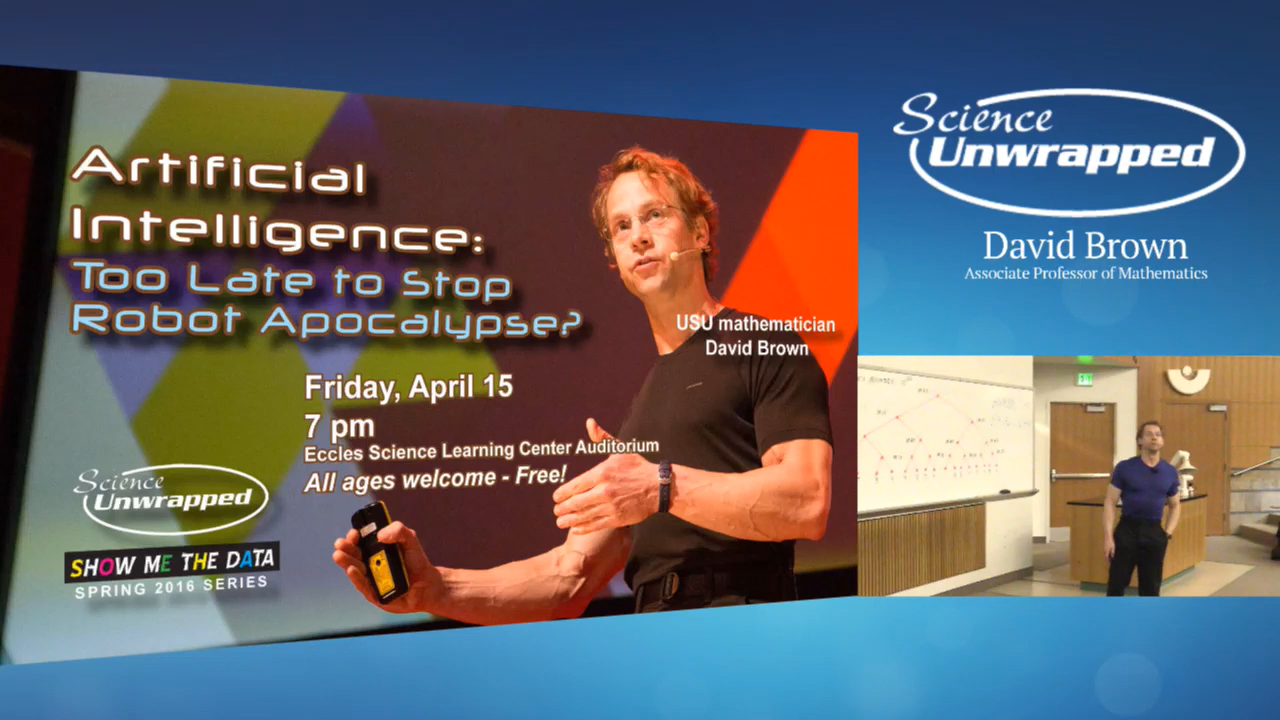 Artificial
Intelligence:
Too Late to Stop
Robot Apocalypse?
USU mathematician
David Brown
Friday, April 15
7 pm
Eccles Science Learning Center Auditorium
All ages welcome - Free!
Science
Unwrapped
SHOW ME THE DATA
SPRING 2016 SERIES
Science
Unwrapped
David Brown
Associate Professor of Mathematics